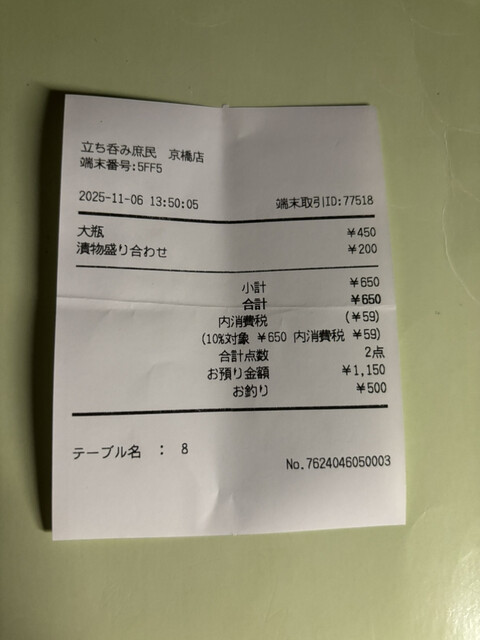 立ち呑み庶民 京橋店
端末番号:5FF5
2025-11-06 13:50:05 端末取引ID:77518
大瓶 ¥450
漬物盛り合わせ ¥200
小計 ¥650
合計 ¥650
内消費税 (¥59)
(10%対象 ¥650 内消費税 ¥59)
合計点数 2点
お預り金額 ¥1,150
お釣り ¥500
テーブル名 : 8
No.7624046050003